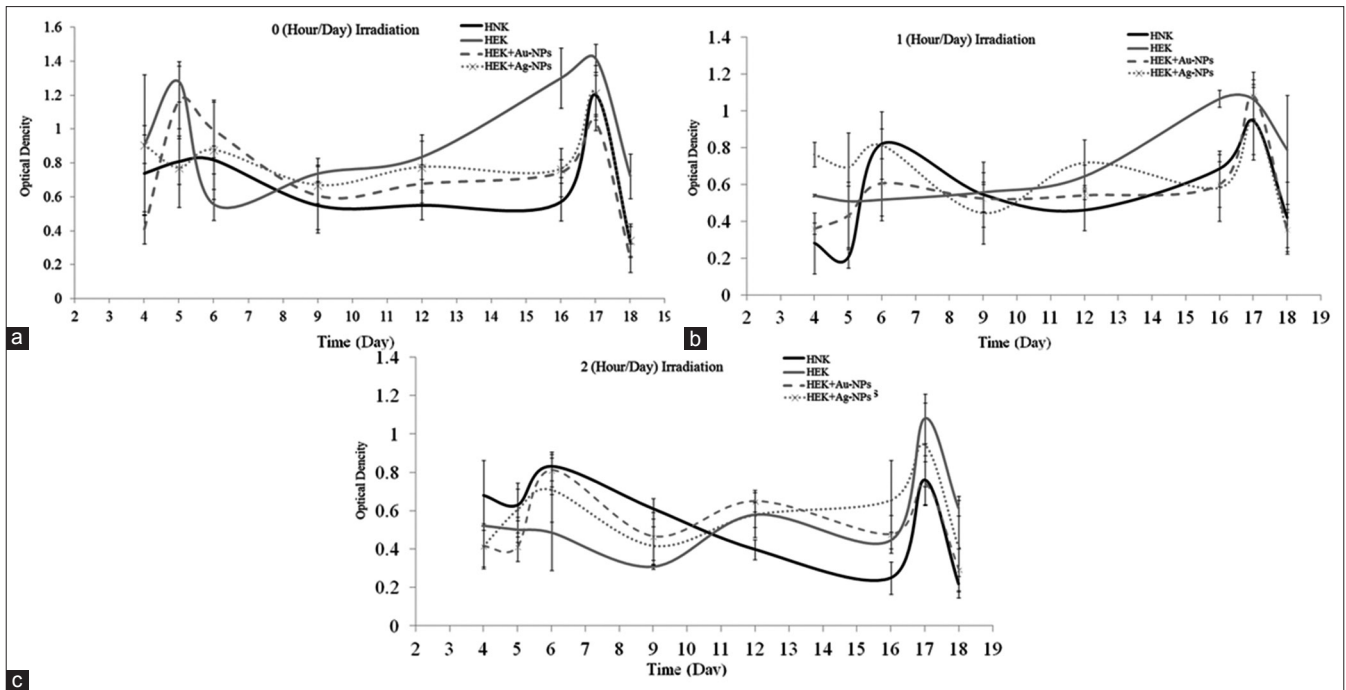 0 (Hour/Day) Irradiation
HNK
HEK
HEK+Au-NPs
HEK+Ag-NPs
Optical Dencity
1.6
1.4
1.2
1
0.8
0.6
0.4
0.2
0
2 3 4 5 6 7 8 9 10 11 12 13 14 15 16 17 18 19
Time (Day)
a
1 (Hour/Day) Irradiation
HNK
HEK
HEK+Au-NPs
HEK+Ag-NPs
Optical Dencity
1.4
1.2
1
0.8
0.6
0.4
0.2
0
2 3 4 5 6 7 8 9 10 11 12 13 14 15 16 17 18 19
Time (Day)
b
2 (Hour/Day) Irradiation
HNK
HEK
HEK+Au-NPs
HEK+Ag-NPs $
Optical Dencity
1.4
1.2
1
0.8
0.6
0.4
0.2
0
2 3 4 5 6 7 8 9 10 11 12 13 14 15 16 17 18 19
Time (Day)
c